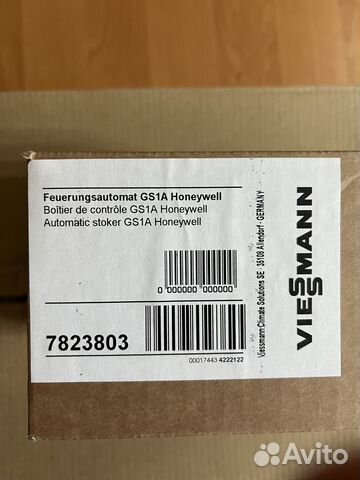 Feuerungsautomat GS1A Honeywell
Boîtier de contrôle GS1A Honeywell
Automatic stoker GS1A Honeywell
0 000000 000000
7823803
00017443 4222122
Viessmann Climate Solutions SE · 35108 Allendorf · GERMANY
VIESSMANN
Avito